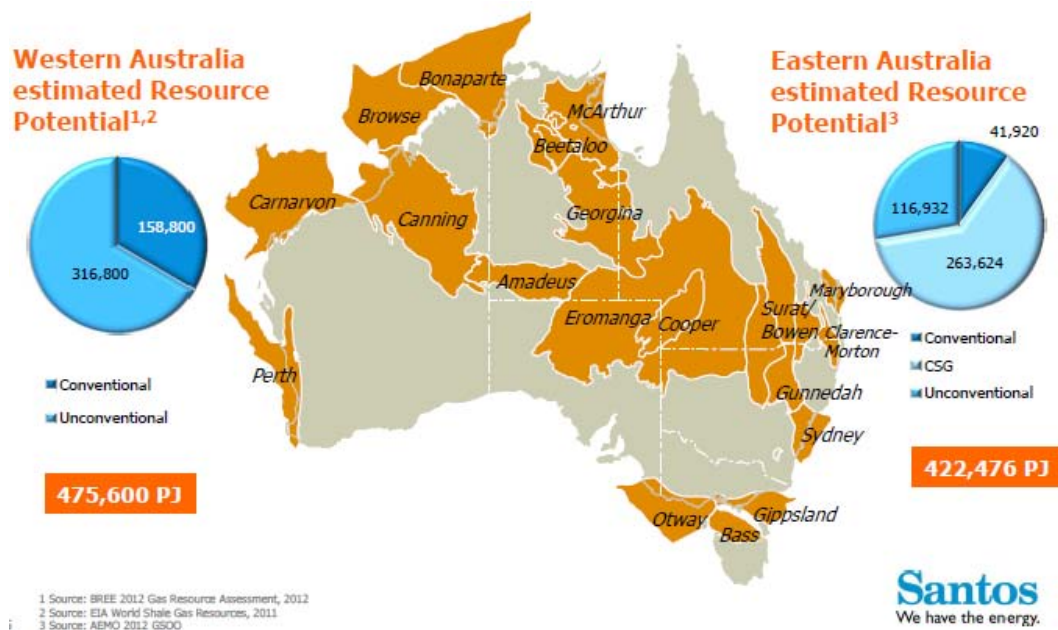 Western Australia
estimated Resource
Potential1,2
158,800
316,800
Conventional
Unconventional
475,600 PJ
Bonaparte
Browse
McArthur
Beetaloo
Carnarvon
Canning
Georgina
Amadeus
Eromanga
Cooper
Surat/
Bowen
Maryborough
Clarence-
Morton
Perth
Gunnedah
Sydney
Otway
Gippsland
Bass
Eastern Australia
estimated Resource
Potential3
41,920
116,932
263,624
Conventional
CSG
Unconventional
422,476 PJ
1 Source: BREE 2012 Gas Resource Assessment, 2012
2 Source: EIA World Shale Gas Resources, 2011
3 Source: AEMO 2012 GSOO
Santos
We have the energy.